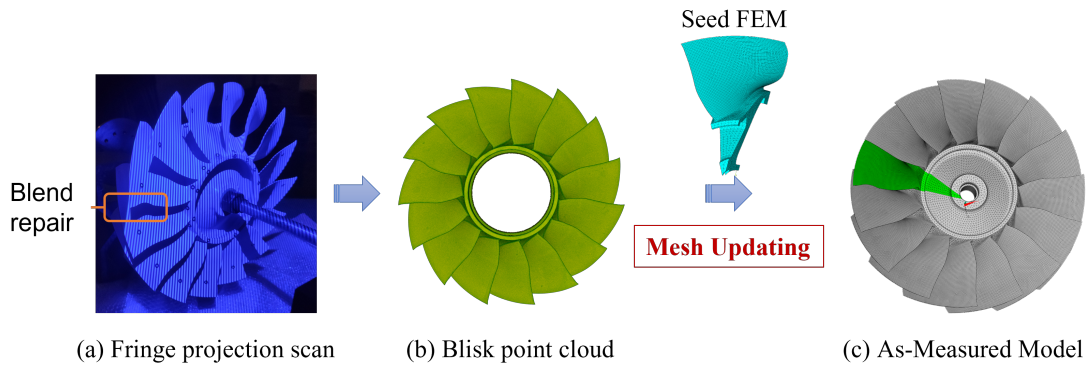 Seed FEM
Blend
repair
Mesh Updating
(a) Fringe projection scan
(b) Blisk point cloud
(c) As-Measured Model